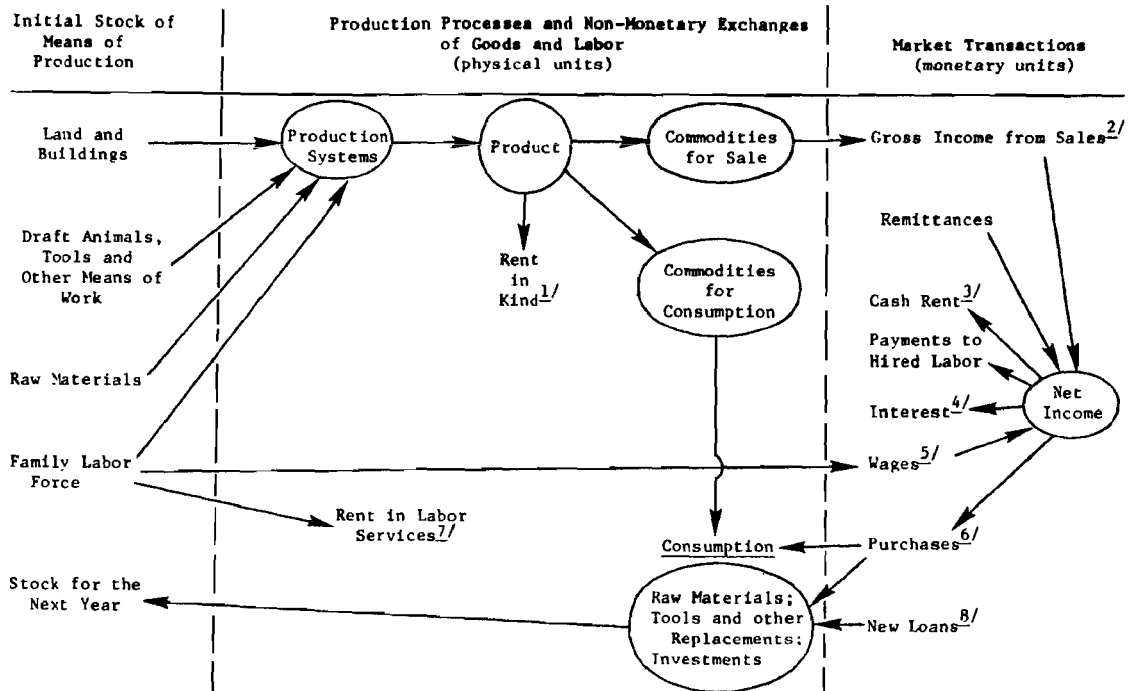 Initial Stock of
Means of
Production
Production Processea and Non-Monetary Exchanges
of Goods and Labor
(physical units)
Market Transactions
(monetary units)
Land and
Buildings
Production
Systems
Product
Commodities
for Sale
Gross Income from Sales2/
Draft Animals,
Tools and
Other Means of
Work
Rent
in
Kind1/
Commodities
for
Consumption
Remittances
Cash Rent3/
Payments to
Hired Labor
Raw Materials
Interest4/
Net
Income
Family Labor
Force
Wages5/
Rent in Labor
Services7/
Consumption
Purchases6/
Stock for the
Next Year
Raw Materials;
Tools and other
Replacements;
Investments
New Loans8/